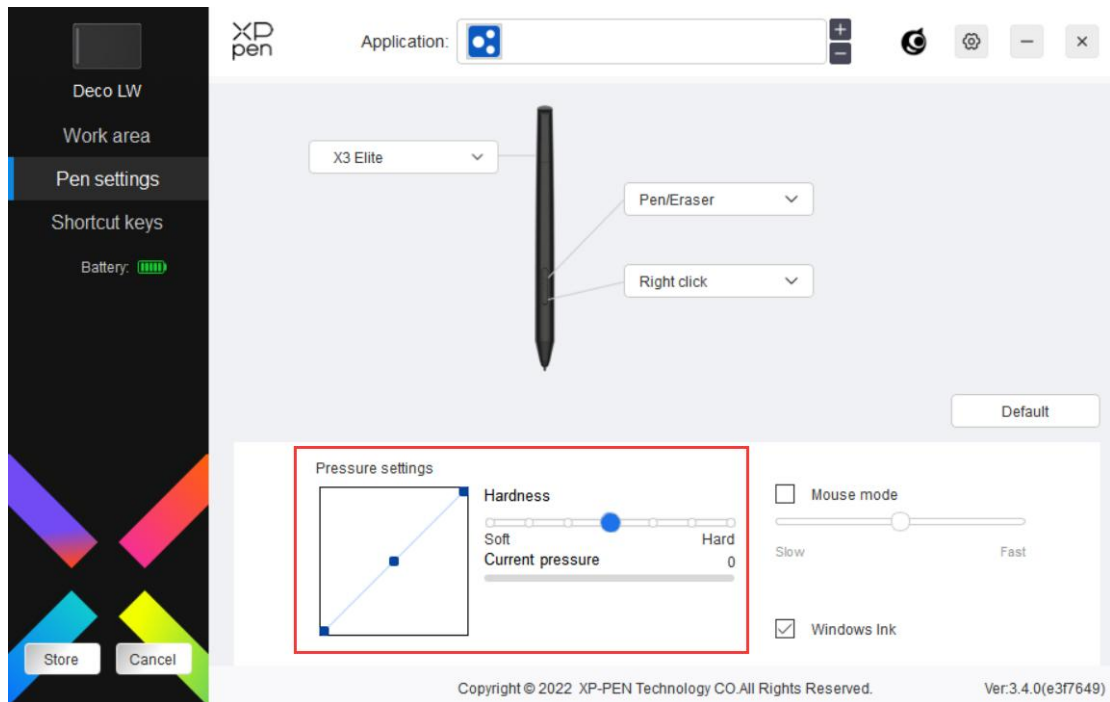 XP
pen
Application:
+
−
Deco LW
Work area
Pen settings
Shortcut keys
Battery:
X3 Elite
Pen/Eraser
Right click
Default
Pressure settings
Hardness
Soft Hard
Current pressure 0
Mouse mode
Slow Fast
Windows Ink
Store Cancel
Copyright © 2022 XP-PEN Technology CO.All Rights Reserved. Ver:3.4.0(e3f7649)